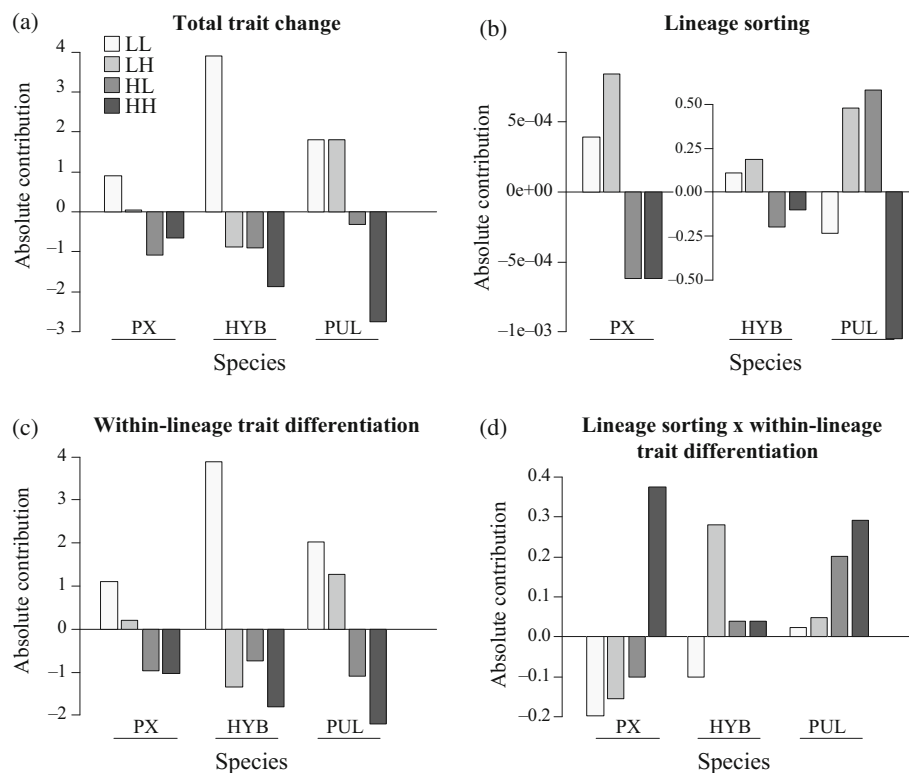 (a)
Total trait change
LL
LH
HL
HH
4
3
2
1
0
−1
−2
−3
Absolute contribution
PX
HYB
PUL
Species
(b)
Lineage sorting
5e−04
0e+00
−5e−04
−1e−03
Absolute contribution
0.50
0.25
0.00
−0.25
−0.50
PX
HYB
PUL
Species
(c)
Within-lineage trait differentiation
4
3
2
1
0
−1
−2
Absolute contribution
PX
HYB
PUL
Species
(d)
Lineage sorting x within-lineage
trait differentiation
0.4
0.3
0.2
0.1
0.0
−0.1
−0.2
Absolute contribution
PX
HYB
PUL
Species